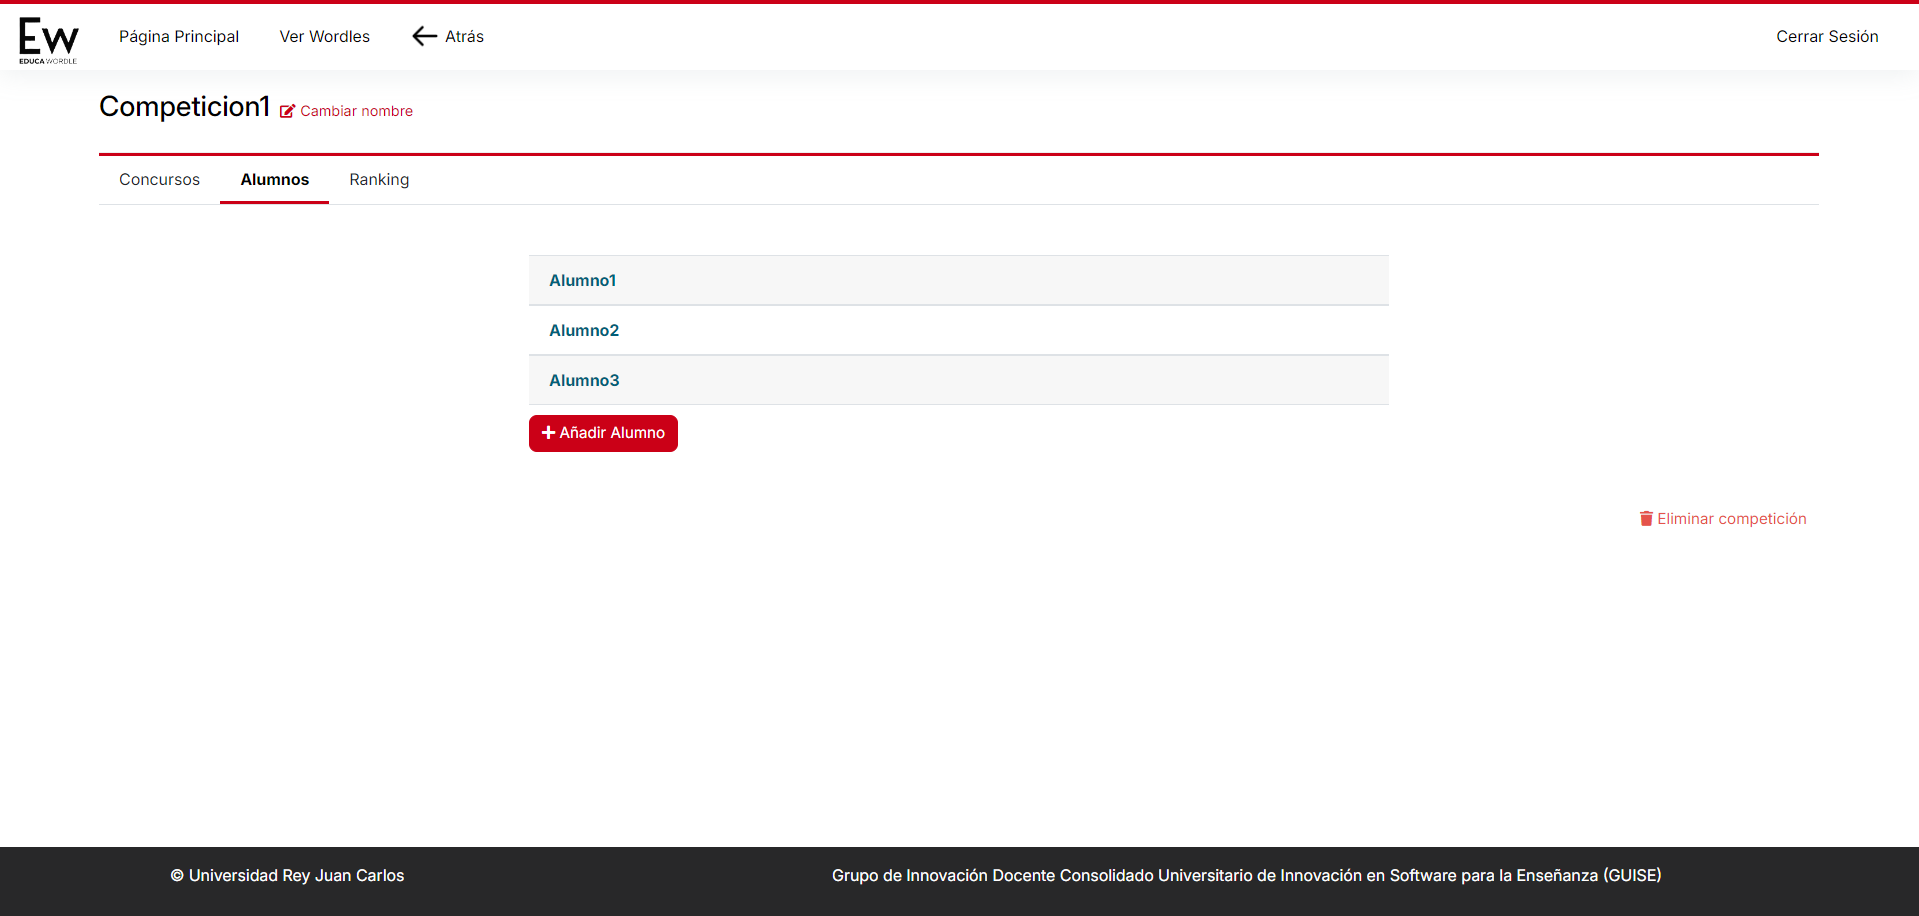 Ew
EDUCA WORDLE
Página Principal
Ver Wordles
Atrás
Cerrar Sesión
Competicion1
Cambiar nombre
Concursos
Alumnos
Ranking
Alumno1
Alumno2
Alumno3
Añadir Alumno
Eliminar competición
© Universidad Rey Juan Carlos
Grupo de Innovación Docente Consolidado Universitario de Innovación en Software para la Enseñanza (GUISE)